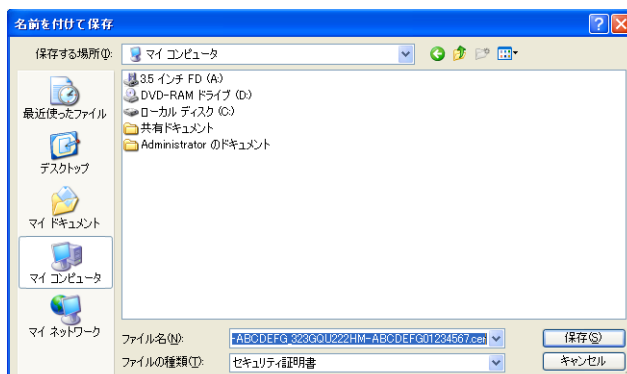 名前を付けて保存
保存する場所(I):
マイ コンピュータ
最近使ったファイル
デスクトップ
マイ ドキュメント
マイ コンピュータ
マイ ネットワーク
3.5 インチ FD (A:)
DVD-RAM ドライブ (D:)
ローカル ディスク (C:)
共有ドキュメント
Administrator のドキュメント
ファイル名(N):
-ABCDEFG_323GQU222HM-ABCDEFG01234567.cer
保存(S)
ファイルの種類(T):
セキュリティ証明書
キャンセル